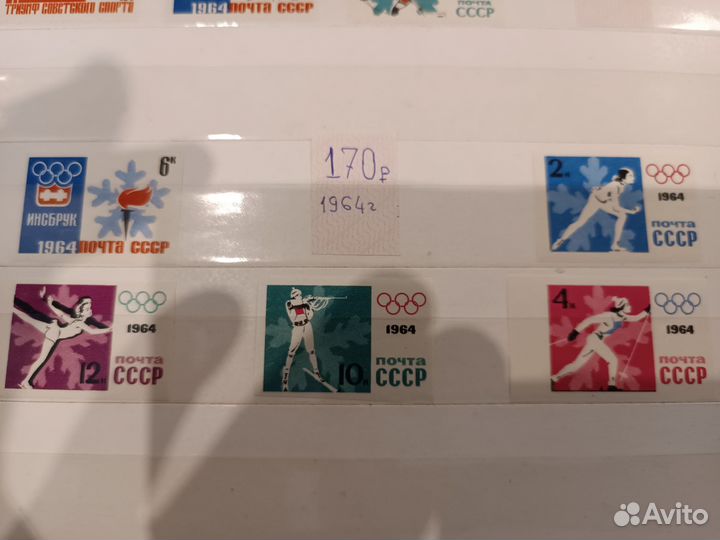 ТРИУМФ СОВЕТСКОГО СПОРТА
1964 ПОЧТА СССР
ПОЧТА
СССР
6к
ИНСБРУК
1964 ПОЧТА СССР
170₽
1964г
2к
1964
ПОЧТА
СССР
12к
1964
ПОЧТА
СССР
10к
1964
ПОЧТА
СССР
4к
1964
ПОЧТА
СССР
Avito